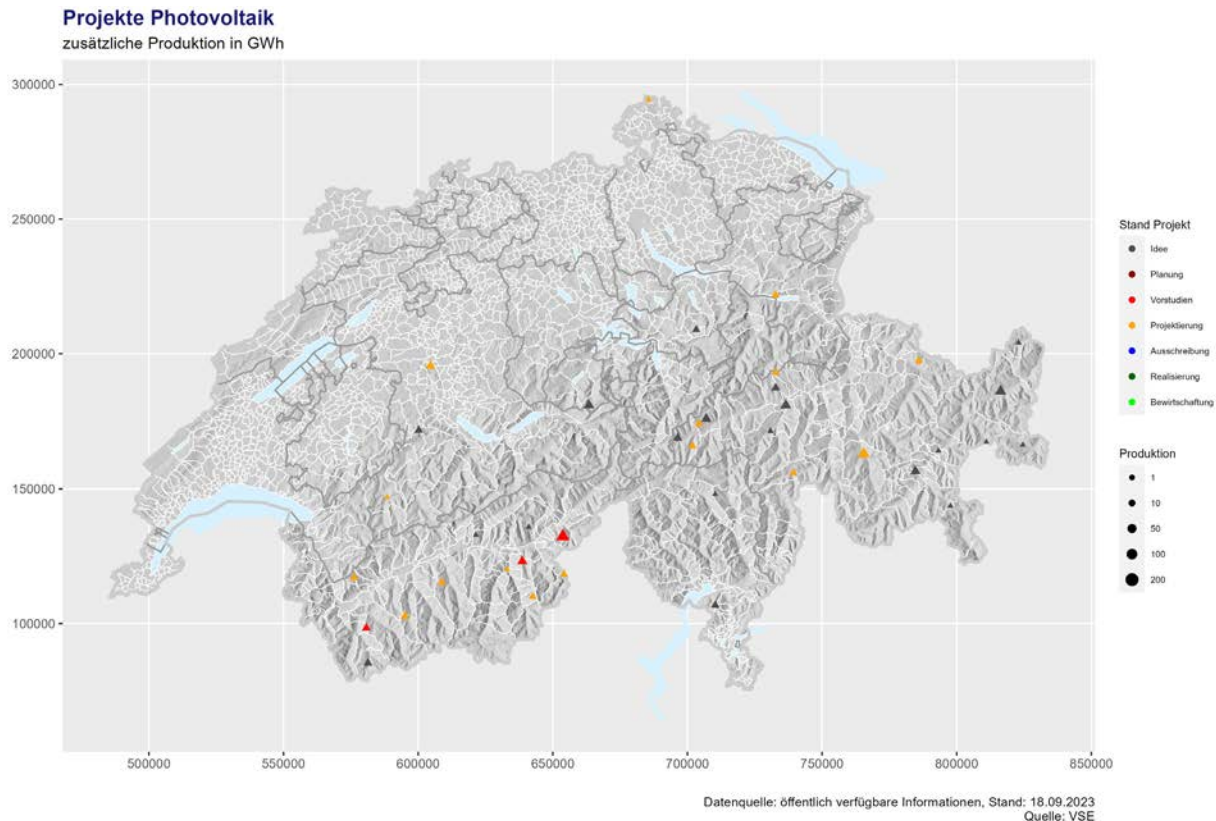 Projekte Photovoltaik
zusätzliche Produktion in GWh
300000
250000
200000
150000
100000
500000
550000
600000
650000
700000
750000
800000
850000
Stand Projekt
Idee
Planung
Vorstudien
Projektierung
Ausschreibung
Realisierung
Bewirtschaftung
Produktion
1
10
50
100
200
Datenquelle: öffentlich verfügbare Informationen, Stand: 18.09.2023
Quelle: VSE